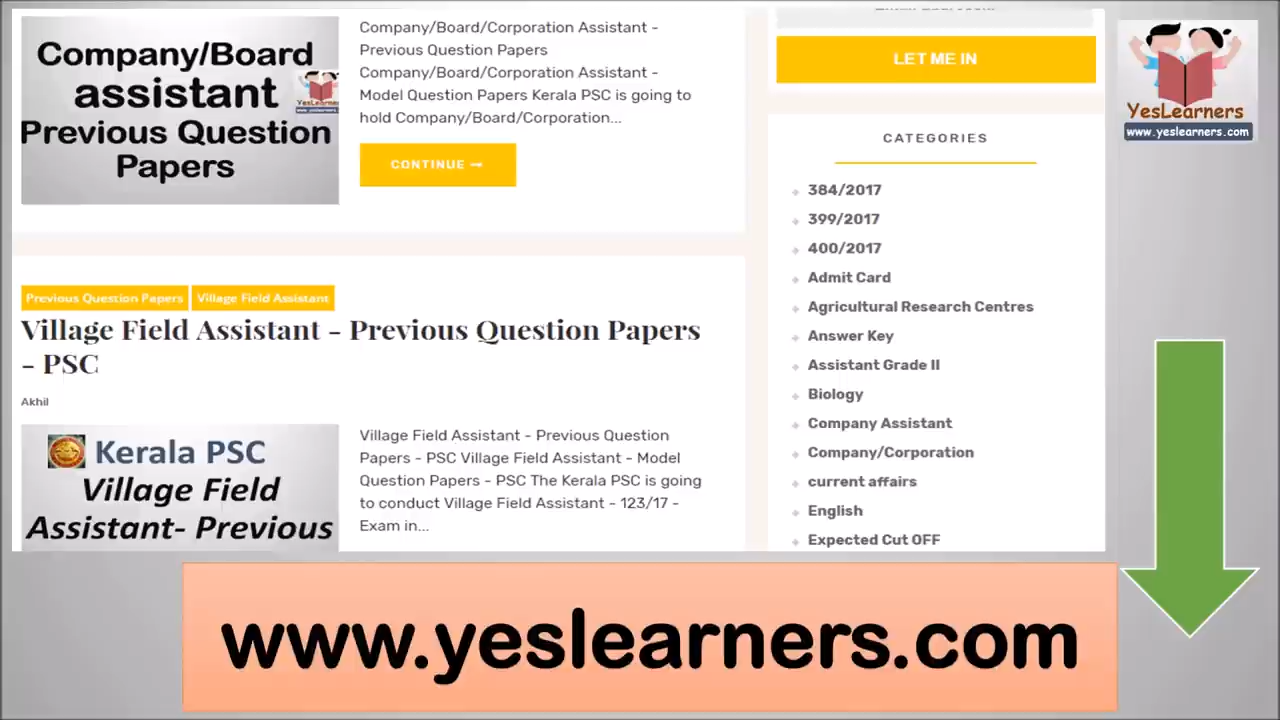 Company/Board
assistant
Previous Question
Papers
YesLearners
Company/Board/Corporation Assistant -
Previous Question Papers
Company/Board/Corporation Assistant -
Model Question Papers Kerala PSC is going to
hold Company/Board/Corporation...
CONTINUE →
Previous Question Papers
Village Field Assistant
Village Field Assistant - Previous Question Papers
- PSC
Akhil
Kerala PSC
Village Field
Assistant- Previous
Village Field Assistant - Previous Question
Papers - PSC Village Field Assistant - Model
Question Papers - PSC The Kerala PSC is going
to conduct Village Field Assistant - 123/17 -
Exam in...
LET ME IN
CATEGORIES
384/2017
399/2017
400/2017
Admit Card
Agricultural Research Centres
Answer Key
Assistant Grade II
Biology
Company Assistant
Company/Corporation
current affairs
English
Expected Cut OFF
YesLearners
www.yeslearners.com
www.yeslearners.com